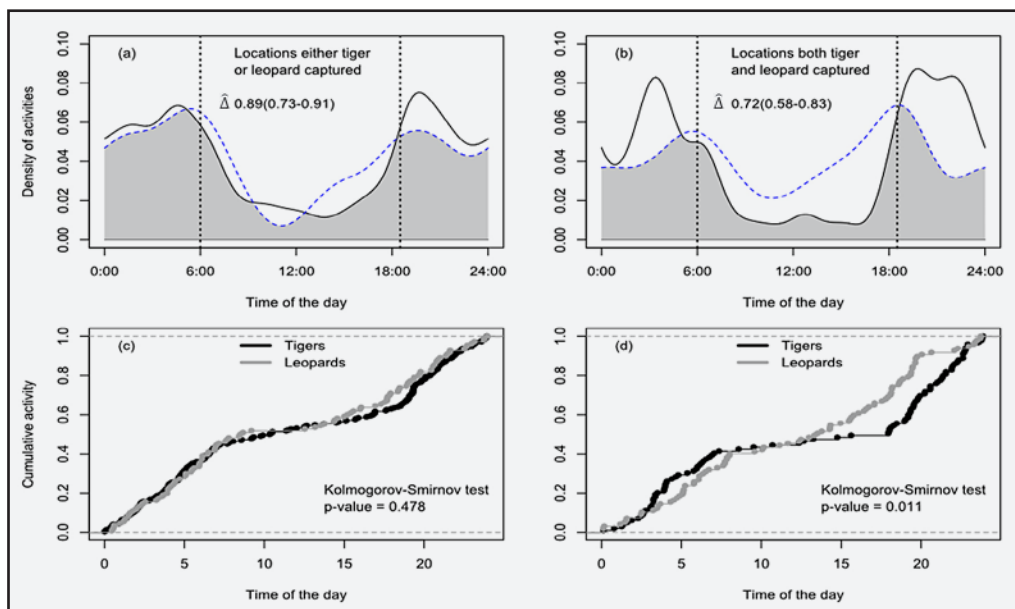 (a)
Locations either tiger
or leopard captured
Δ̂ 0.89(0.73-0.91)
Density of activities
0.10
0.08
0.06
0.04
0.02
0.00
0:00 6:00 12:00 18:00 24:00
Time of the day
(b)
Locations both tiger
and leopard captured
Δ̂ 0.72(0.58-0.83)
0.10
0.08
0.06
0.04
0.02
0.00
0:00 6:00 12:00 18:00 24:00
Time of the day
(c)
Tigers
Leopards
Cumulative activity
1.0
0.8
0.6
0.4
0.2
0.0
Kolmogorov-Smirnov test
p-value = 0.478
0 5 10 15 20
Time of the day
(d)
Tigers
Leopards
1.0
0.8
0.6
0.4
0.2
0.0
Kolmogorov-Smirnov test
p-value = 0.011
0 5 10 15 20
Time of the day